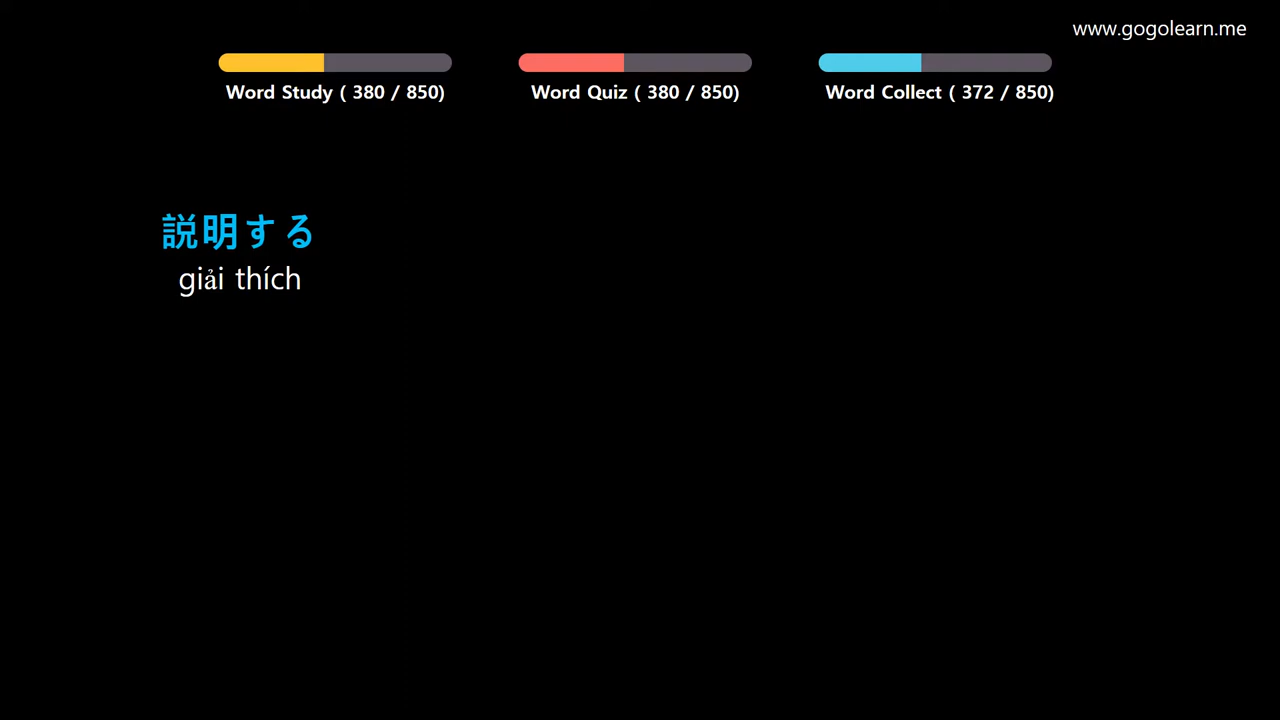 www.gogolearn.me
Word Study ( 380 / 850)
Word Quiz ( 380 / 850)
Word Collect ( 372 / 850)
説明する
giải thích